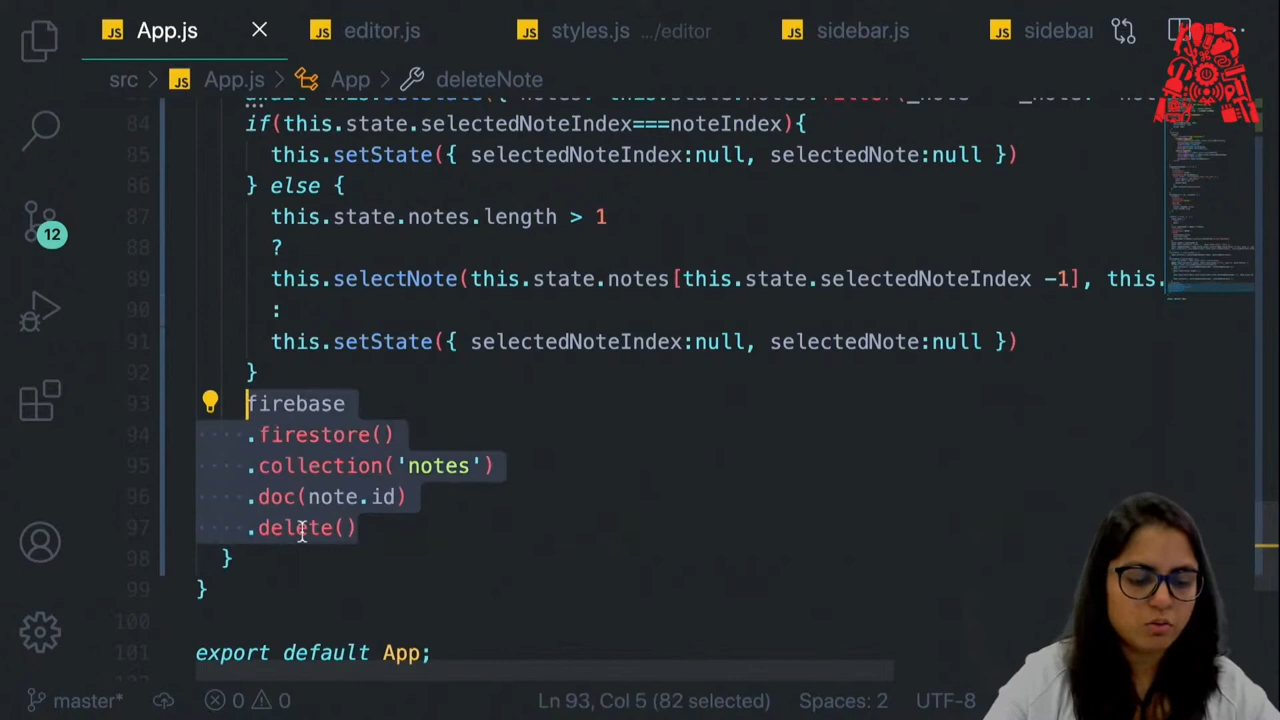 App.js
editor.js
styles.js .../editor
sidebar.js
sidebar
src > App.js > App > deleteNote
84 if(this.state.selectedNoteIndex===noteIndex){
85 this.setState({ selectedNoteIndex:null, selectedNote:null })
86 } else {
87 this.state.notes.length > 1
88 ?
89 this.selectNote(this.state.notes[this.state.selectedNoteIndex -1], this.
90 :
91 this.setState({ selectedNoteIndex:null, selectedNote:null })
92 }
93 firebase
94 .firestore()
95 .collection('notes')
96 .doc(note.id)
97 .delete()
98 }
99 }
100
101 export default App;
12
master* 0 0 Ln 93, Col 5 (82 selected) Spaces: 2 UTF-8